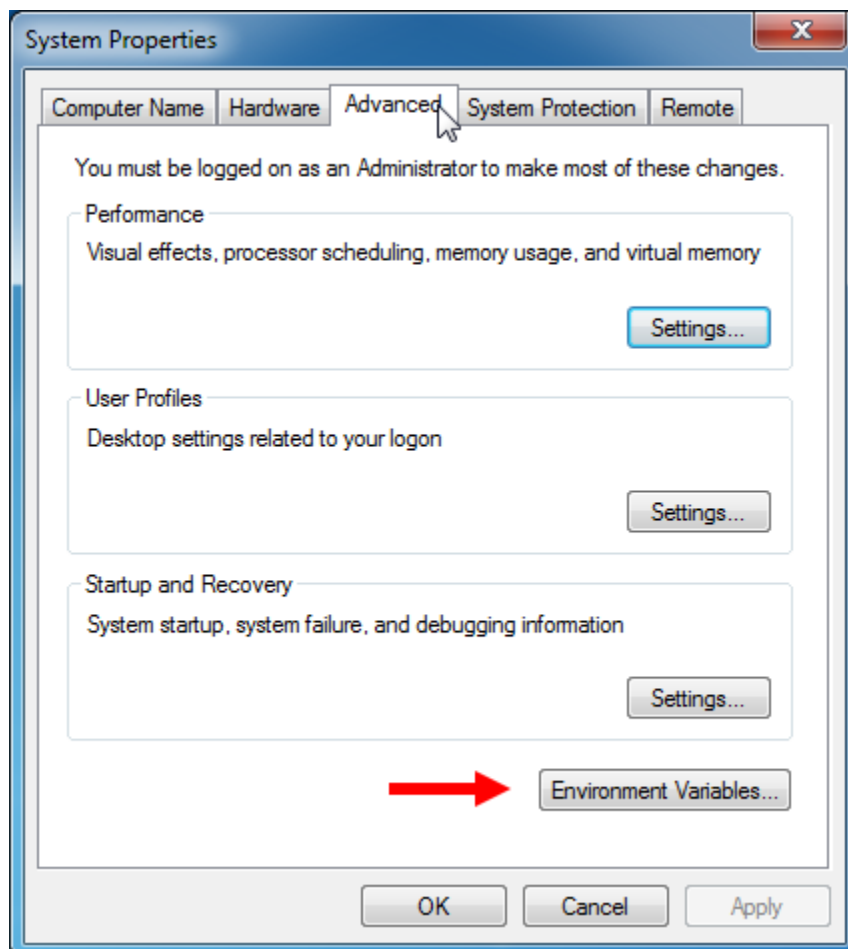 System Properties
Computer Name Hardware Advanced System Protection Remote
You must be logged on as an Administrator to make most of these changes.
Performance
Visual effects, processor scheduling, memory usage, and virtual memory
Settings...
User Profiles
Desktop settings related to your logon
Settings...
Startup and Recovery
System startup, system failure, and debugging information
Settings...
Environment Variables...
OK Cancel Apply